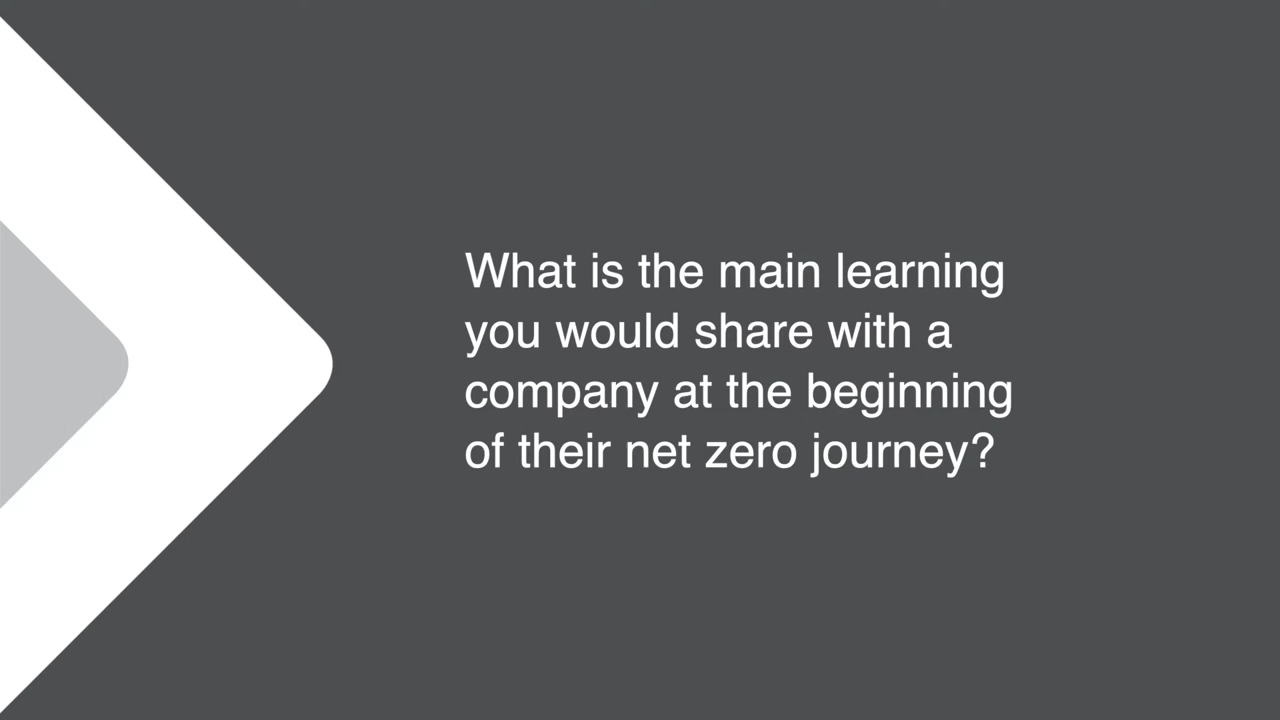 What is the main learning
you would share with a
company at the beginning
of their net zero journey?